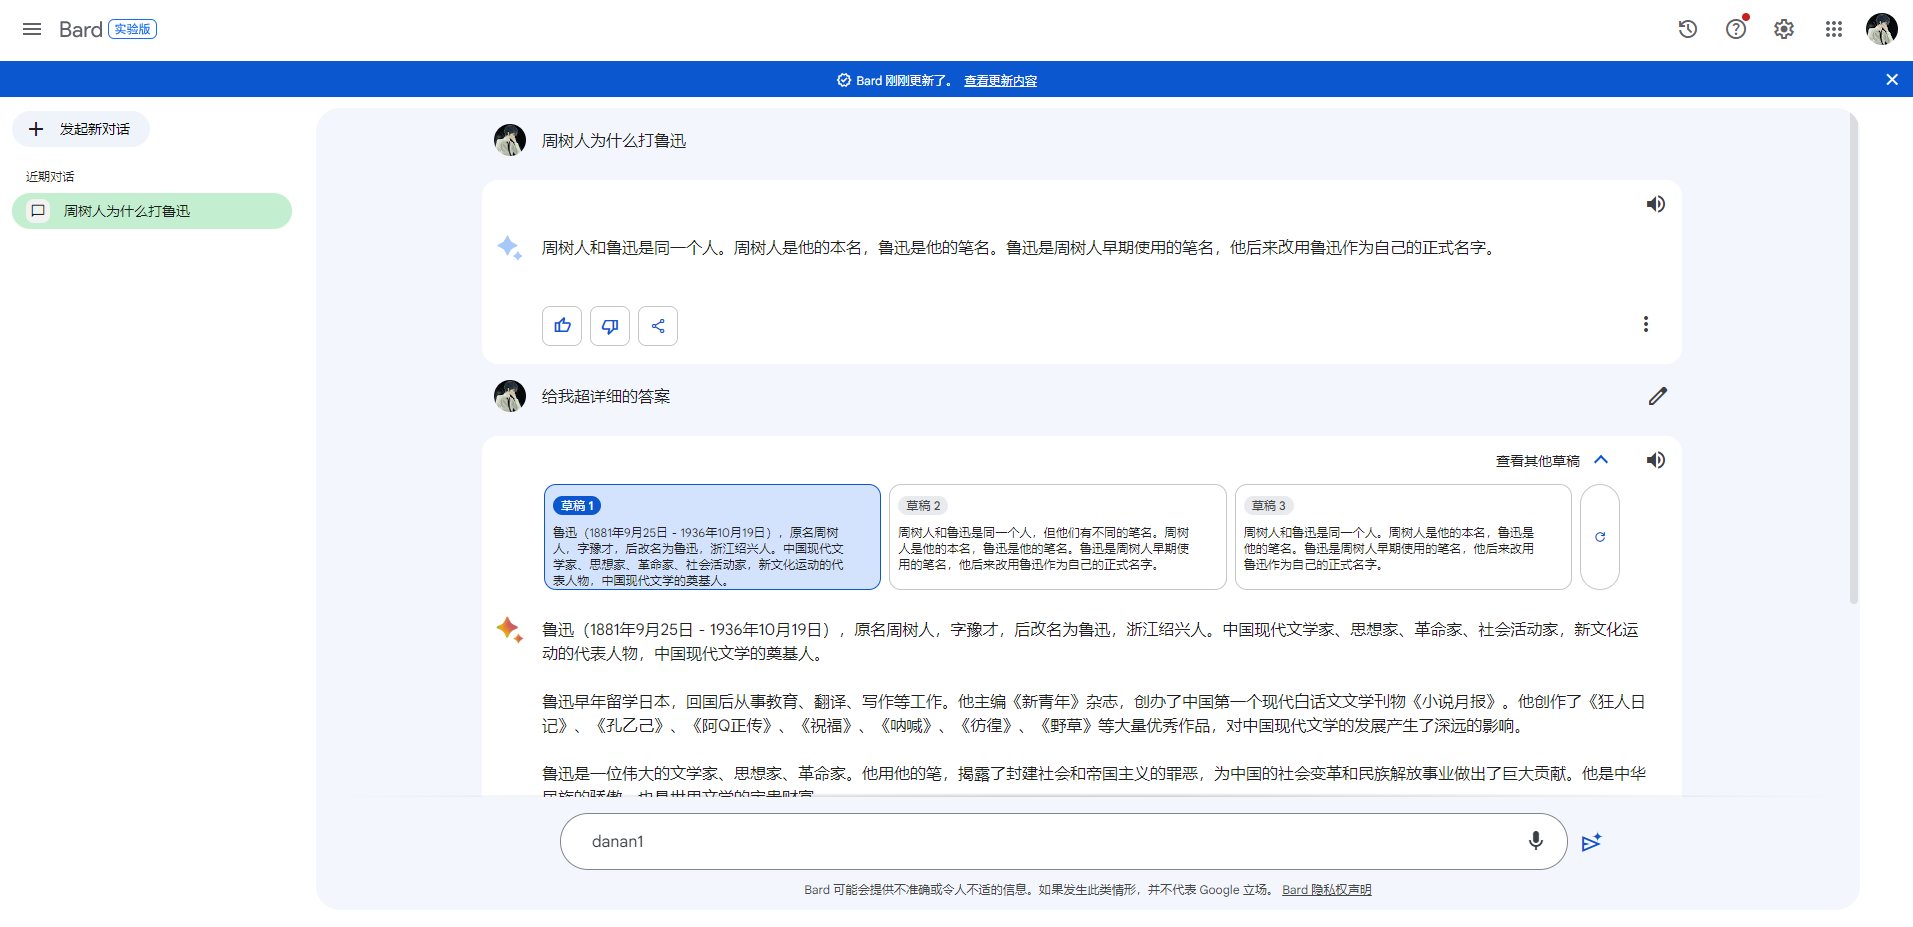 Bard 实验版
Bard 刚刚更新了。 查看更新内容
发起新对话
近期对话
周树人为什么打鲁迅
周树人为什么打鲁迅
周树人和鲁迅是同一个人。周树人是他的本名，鲁迅是他的笔名。鲁迅是周树人早期使用的笔名，他后来改用鲁迅作为自己的正式名字。
给我超详细的答案
查看其他草稿
草稿 1
鲁迅（1881年9月25日 - 1936年10月19日），原名周树
人，字豫才，后改名为鲁迅，浙江绍兴人。中国现代文
学家、思想家、革命家、社会活动家，新文化运动的代
表人物，中国现代文学的奠基人。
草稿 2
周树人和鲁迅是同一个人，但他们有不同的笔名。周树
人是他的本名，鲁迅是他的笔名。鲁迅是周树人早期使
用的笔名，他后来改用鲁迅作为自己的正式名字。
草稿 3
周树人和鲁迅是同一个人。周树人是他的本名，鲁迅是
他的笔名。鲁迅是周树人早期使用的笔名，他后来改用
鲁迅作为自己的正式名字。
鲁迅（1881年9月25日 - 1936年10月19日），原名周树人，字豫才，后改名为鲁迅，浙江绍兴人。中国现代文学家、思想家、革命家、社会活动家，新文化运
动的代表人物，中国现代文学的奠基人。
鲁迅早年留学日本，回国后从事教育、翻译、写作等工作。他主编《新青年》杂志，创办了中国第一个现代白话文文学刊物《小说月报》。他创作了《狂人日
记》、《孔乙己》、《阿Q正传》、《祝福》、《呐喊》、《彷徨》、《野草》等大量优秀作品，对中国现代文学的发展产生了深远的影响。
鲁迅是一位伟大的文学家、思想家、革命家。他用他的笔，揭露了封建社会和帝国主义的罪恶，为中国的社会变革和民族解放事业做出了巨大贡献。他是中华
民族的骄傲，也是世界文学的宝贵财富
danan1
Bard 可能会提供不准确或令人不适的信息。如果发生此类情形，并不代表 Google 立场。 Bard 隐私权声明